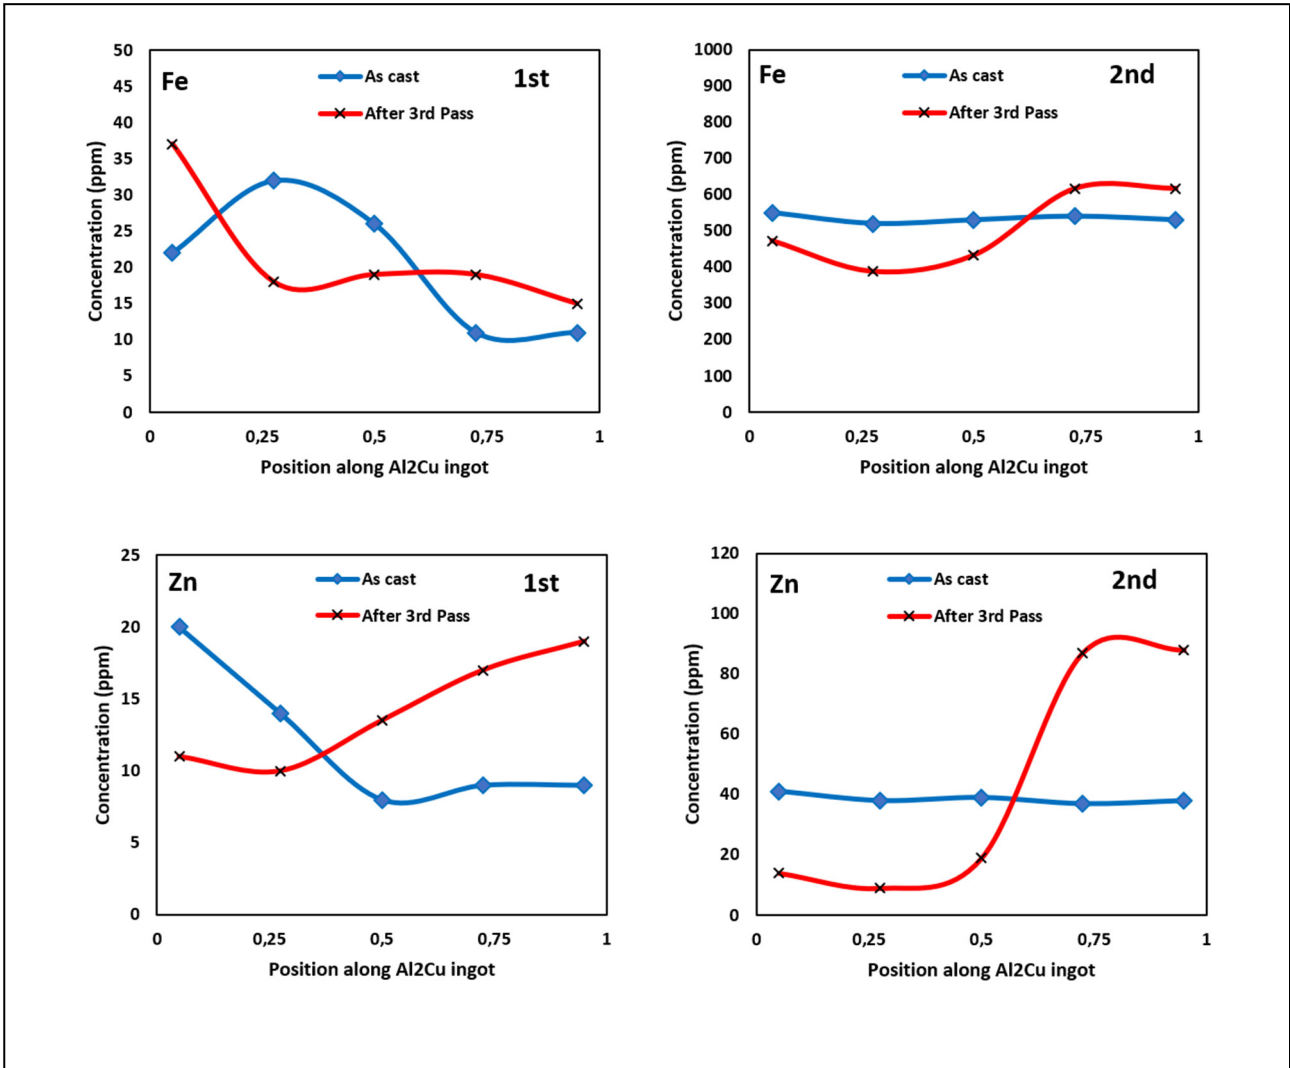 Fe
1st
As cast
After 3rd Pass
Concentration (ppm)
50
45
40
35
30
25
20
15
10
5
0
0
0,25
0,5
0,75
1
Position along Al2Cu ingot
Fe
2nd
As cast
After 3rd Pass
Concentration (ppm)
1000
900
800
700
600
500
400
300
200
100
0
0
0,25
0,5
0,75
1
Position along Al2Cu ingot
Zn
1st
As cast
After 3rd Pass
Concentration (ppm)
25
20
15
10
5
0
0
0,25
0,5
0,75
1
Position along Al2Cu ingot
Zn
2nd
As cast
After 3rd Pass
Concentration (ppm)
120
100
80
60
40
20
0
0
0,25
0,5
0,75
1
Position along Al2Cu ingot